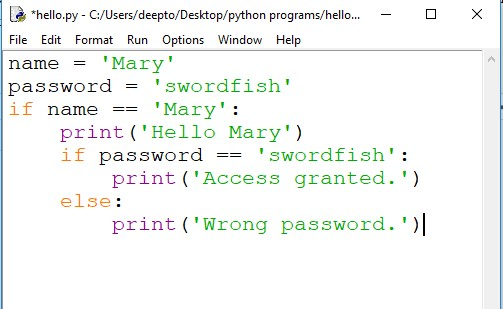 *hello.py - C:/Users/deepto/Desktop/python programs/hello...
File Edit Format Run Options Window Help
name = 'Mary'
password = 'swordfish'
if name == 'Mary':
    print('Hello Mary')
    if password == 'swordfish':
        print('Access granted.')
    else:
        print('Wrong password.')